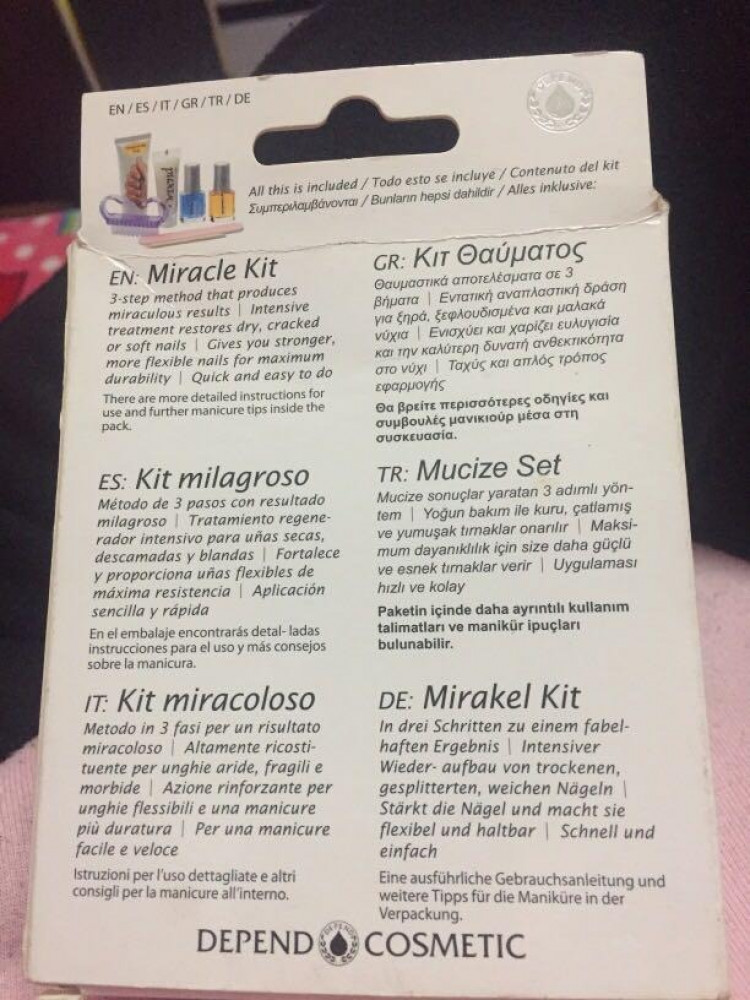 EN / ES / IT / GR / TR / DE
All this is included / Todo esto se incluye / Contenuto del kit
Συμπεριλαμβάνονται / Bunların hepsi dahildir / Alles inklusive:
EN: Miracle Kit
3-step method that produces
miraculous results | Intensive
treatment restores dry, cracked
or soft nails | Gives you stronger,
more flexible nails for maximum
durability | Quick and easy to do
There are more detailed instructions for
use and further manicure tips inside the
pack.
GR: Κιτ Θαύματος
Θαυμαστικά αποτελέσματα σε 3
βήματα | Εντατική αναπλαστική δράση
για ξηρά, ξεφλουδισμένα και μαλακά
νύχια | Ενισχύει και χαρίζει ευλυγισία
και την καλύτερη δυνατή ανθεκτικότητα
στο νύχι | Ταχύς και απλός τρόπος
εφαρμογής
Θα βρείτε περισσότερες οδηγίες και
συμβουλές μανικιούρ μέσα στη
συσκευασία.
ES: Kit milagroso
Método de 3 pasos con resultado
milagroso | Tratamiento regene-
rador intensivo para uñas secas,
descamadas y blandas | Fortalece
y proporciona uñas flexibles de
máxima resistencia | Aplicación
sencilla y rápida
En el embalaje encontrarás detal- ladas
instrucciones para el uso y más consejos
sobre la manicura.
TR: Mucize Set
Mucize sonuçlar yaratan 3 adımlı yön-
tem | Yoğun bakım ile kuru, çatlamış
ve yumuşak tırnaklar onarılır | Maksi-
mum dayanıklılık için size daha güçlü
ve esnek tırnaklar verir | Uygulaması
hızlı ve kolay
Paketin içinde daha ayrıntılı kullanım
talimatları ve manikür ipuçları
bulunabilir.
IT: Kit miracoloso
Metodo in 3 fasi per un risultato
miracoloso | Altamente ricosti-
tuente per unghie aride, fragili e
morbide | Azione rinforzante per
unghie flessibili e una manicure
più duratura | Per una manicure
facile e veloce
Istruzioni per l'uso dettagliate e altri
consigli per la manicure all'interno.
DE: Mirakel Kit
In drei Schritten zu einem fabel-
haften Ergebnis | Intensiver
Wieder- aufbau von trockenen,
gesplitterten, weichen Nägeln |
Stärkt die Nägel und macht sie
flexibel und haltbar | Schnell und
einfach
Eine ausführliche Gebrauchsanleitung und
weitere Tipps für die Maniküre in der
Verpackung.
DEPEND COSMETIC